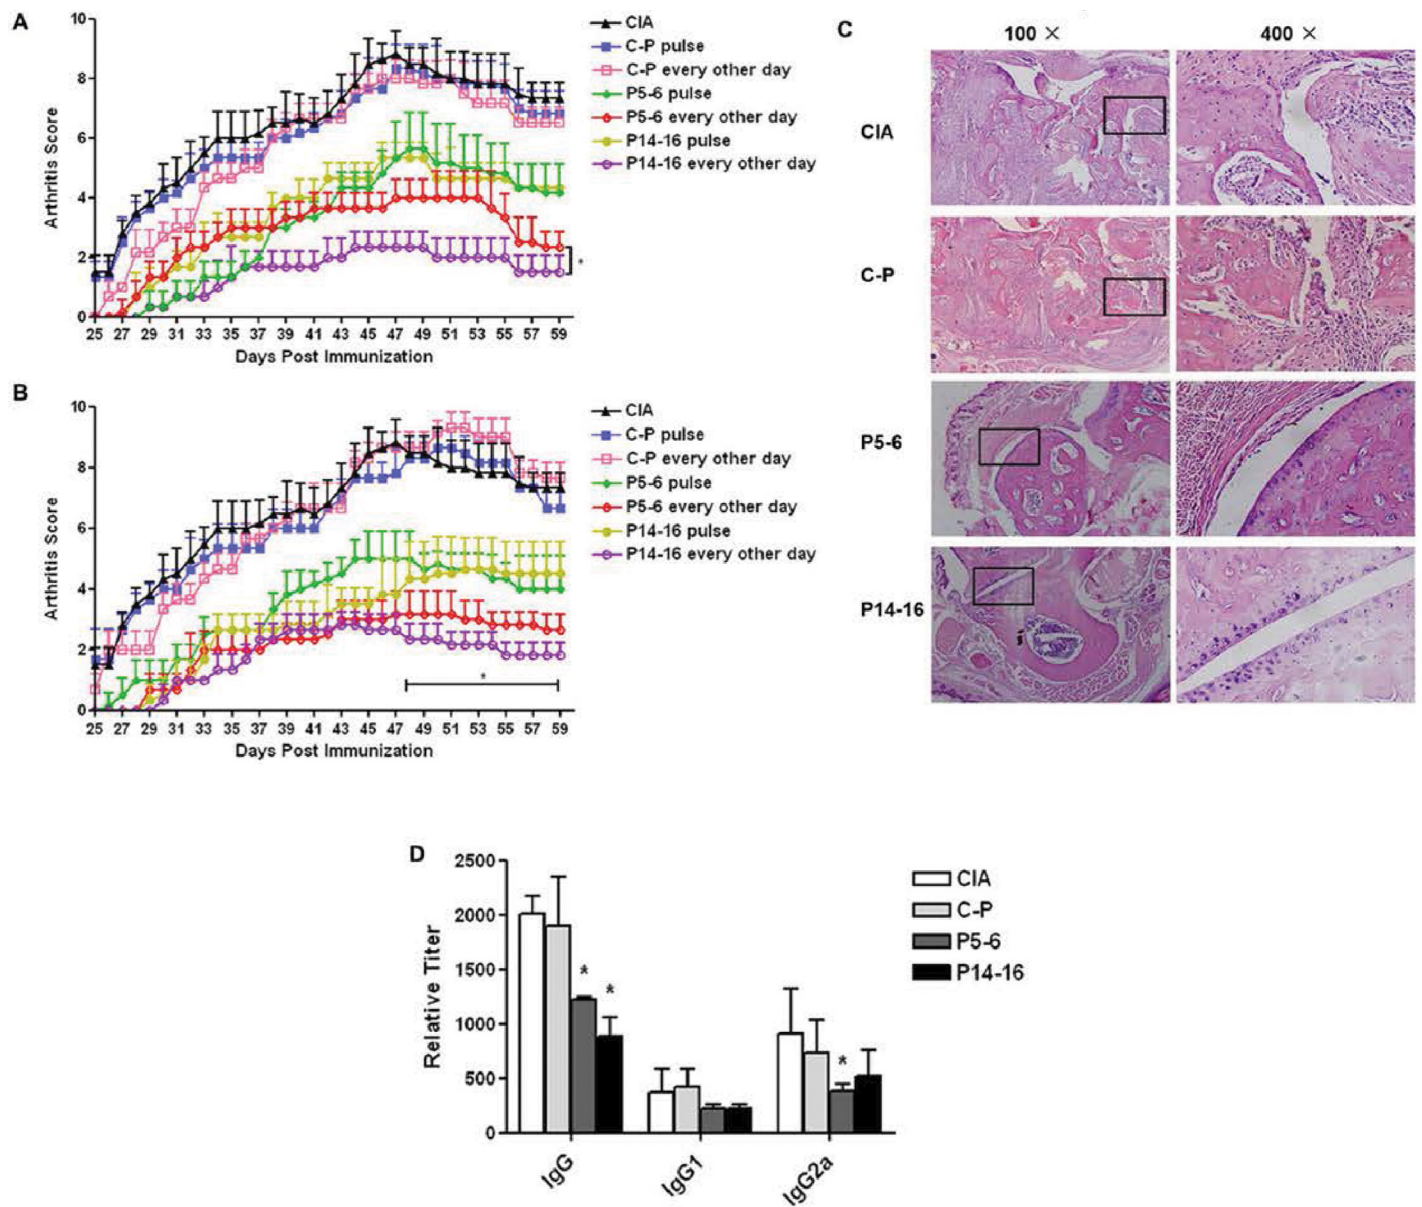 A
10
8
6
4
2
0
Arthritis Score
25 27 29 31 33 35 37 39 41 43 45 47 49 51 53 55 57 59
Days Post Immunization
*
CIA
C-P pulse
C-P every other day
P5-6 pulse
P5-6 every other day
P14-16 pulse
P14-16 every other day
B
10
8
6
4
2
0
Arthritis Score
*
25 27 29 31 33 35 37 39 41 43 45 47 49 51 53 55 57 59
Days Post Immunization
CIA
C-P pulse
C-P every other day
P5-6 pulse
P5-6 every other day
P14-16 pulse
P14-16 every other day
C
100 × 400 ×
CIA
C-P
P5-6
P14-16
D
2500
2000
1500
1000
500
0
Relative Titer
* *
*
IgG IgG1 IgG2a
CIA
C-P
P5-6
P14-16